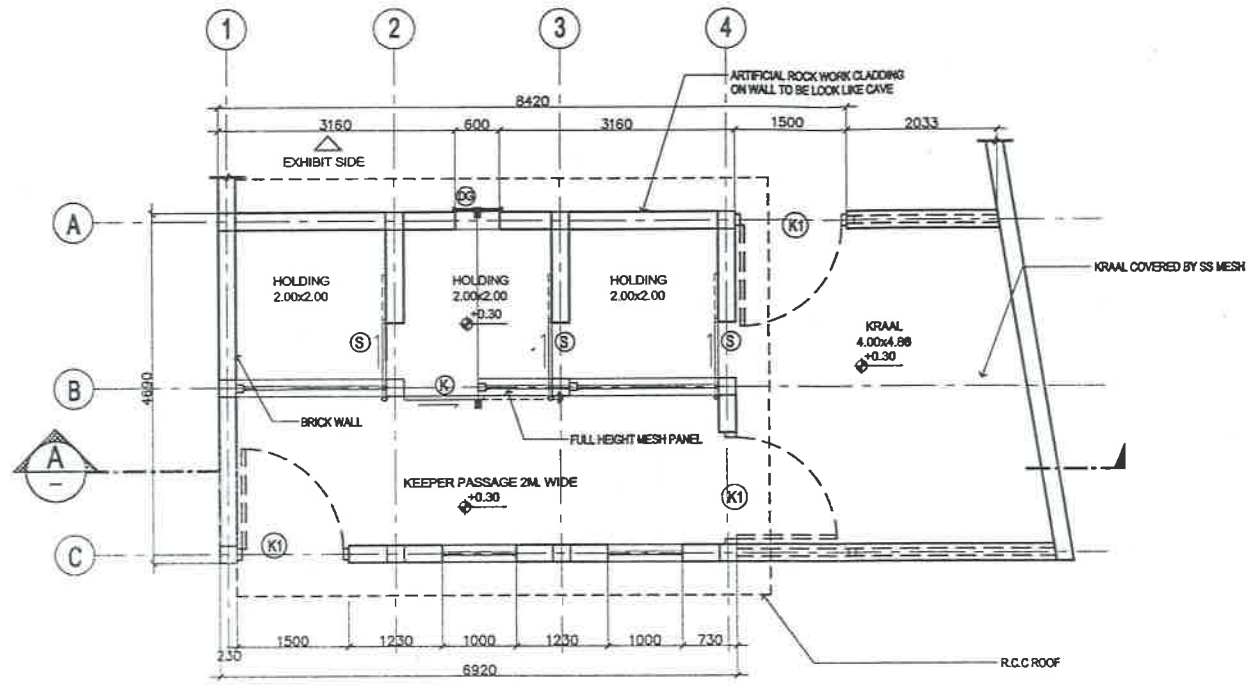 1
2
3
4
ARTIFICIAL ROCK WORK CLADDING
ON WALL TO BE LOOK LIKE CAVE
8420
3160
600
3160
1500
2033
EXHIBIT SIDE
DG
A
K1
KRAAL COVERED BY SS MESH
HOLDING
2.00x2.00
HOLDING
2.00x2.00
+0.30
HOLDING
2.00x2.00
KRAAL
4.00x4.86
+0.30
S
S
S
B
K
4690
BRICK WALL
FULL HEIGHT MESH PANEL
A
-
KEEPER PASSAGE 2M. WIDE
+0.30
K1
K1
C
1500
1230
1000
1230
1000
730
230
6920
R.C.C ROOF